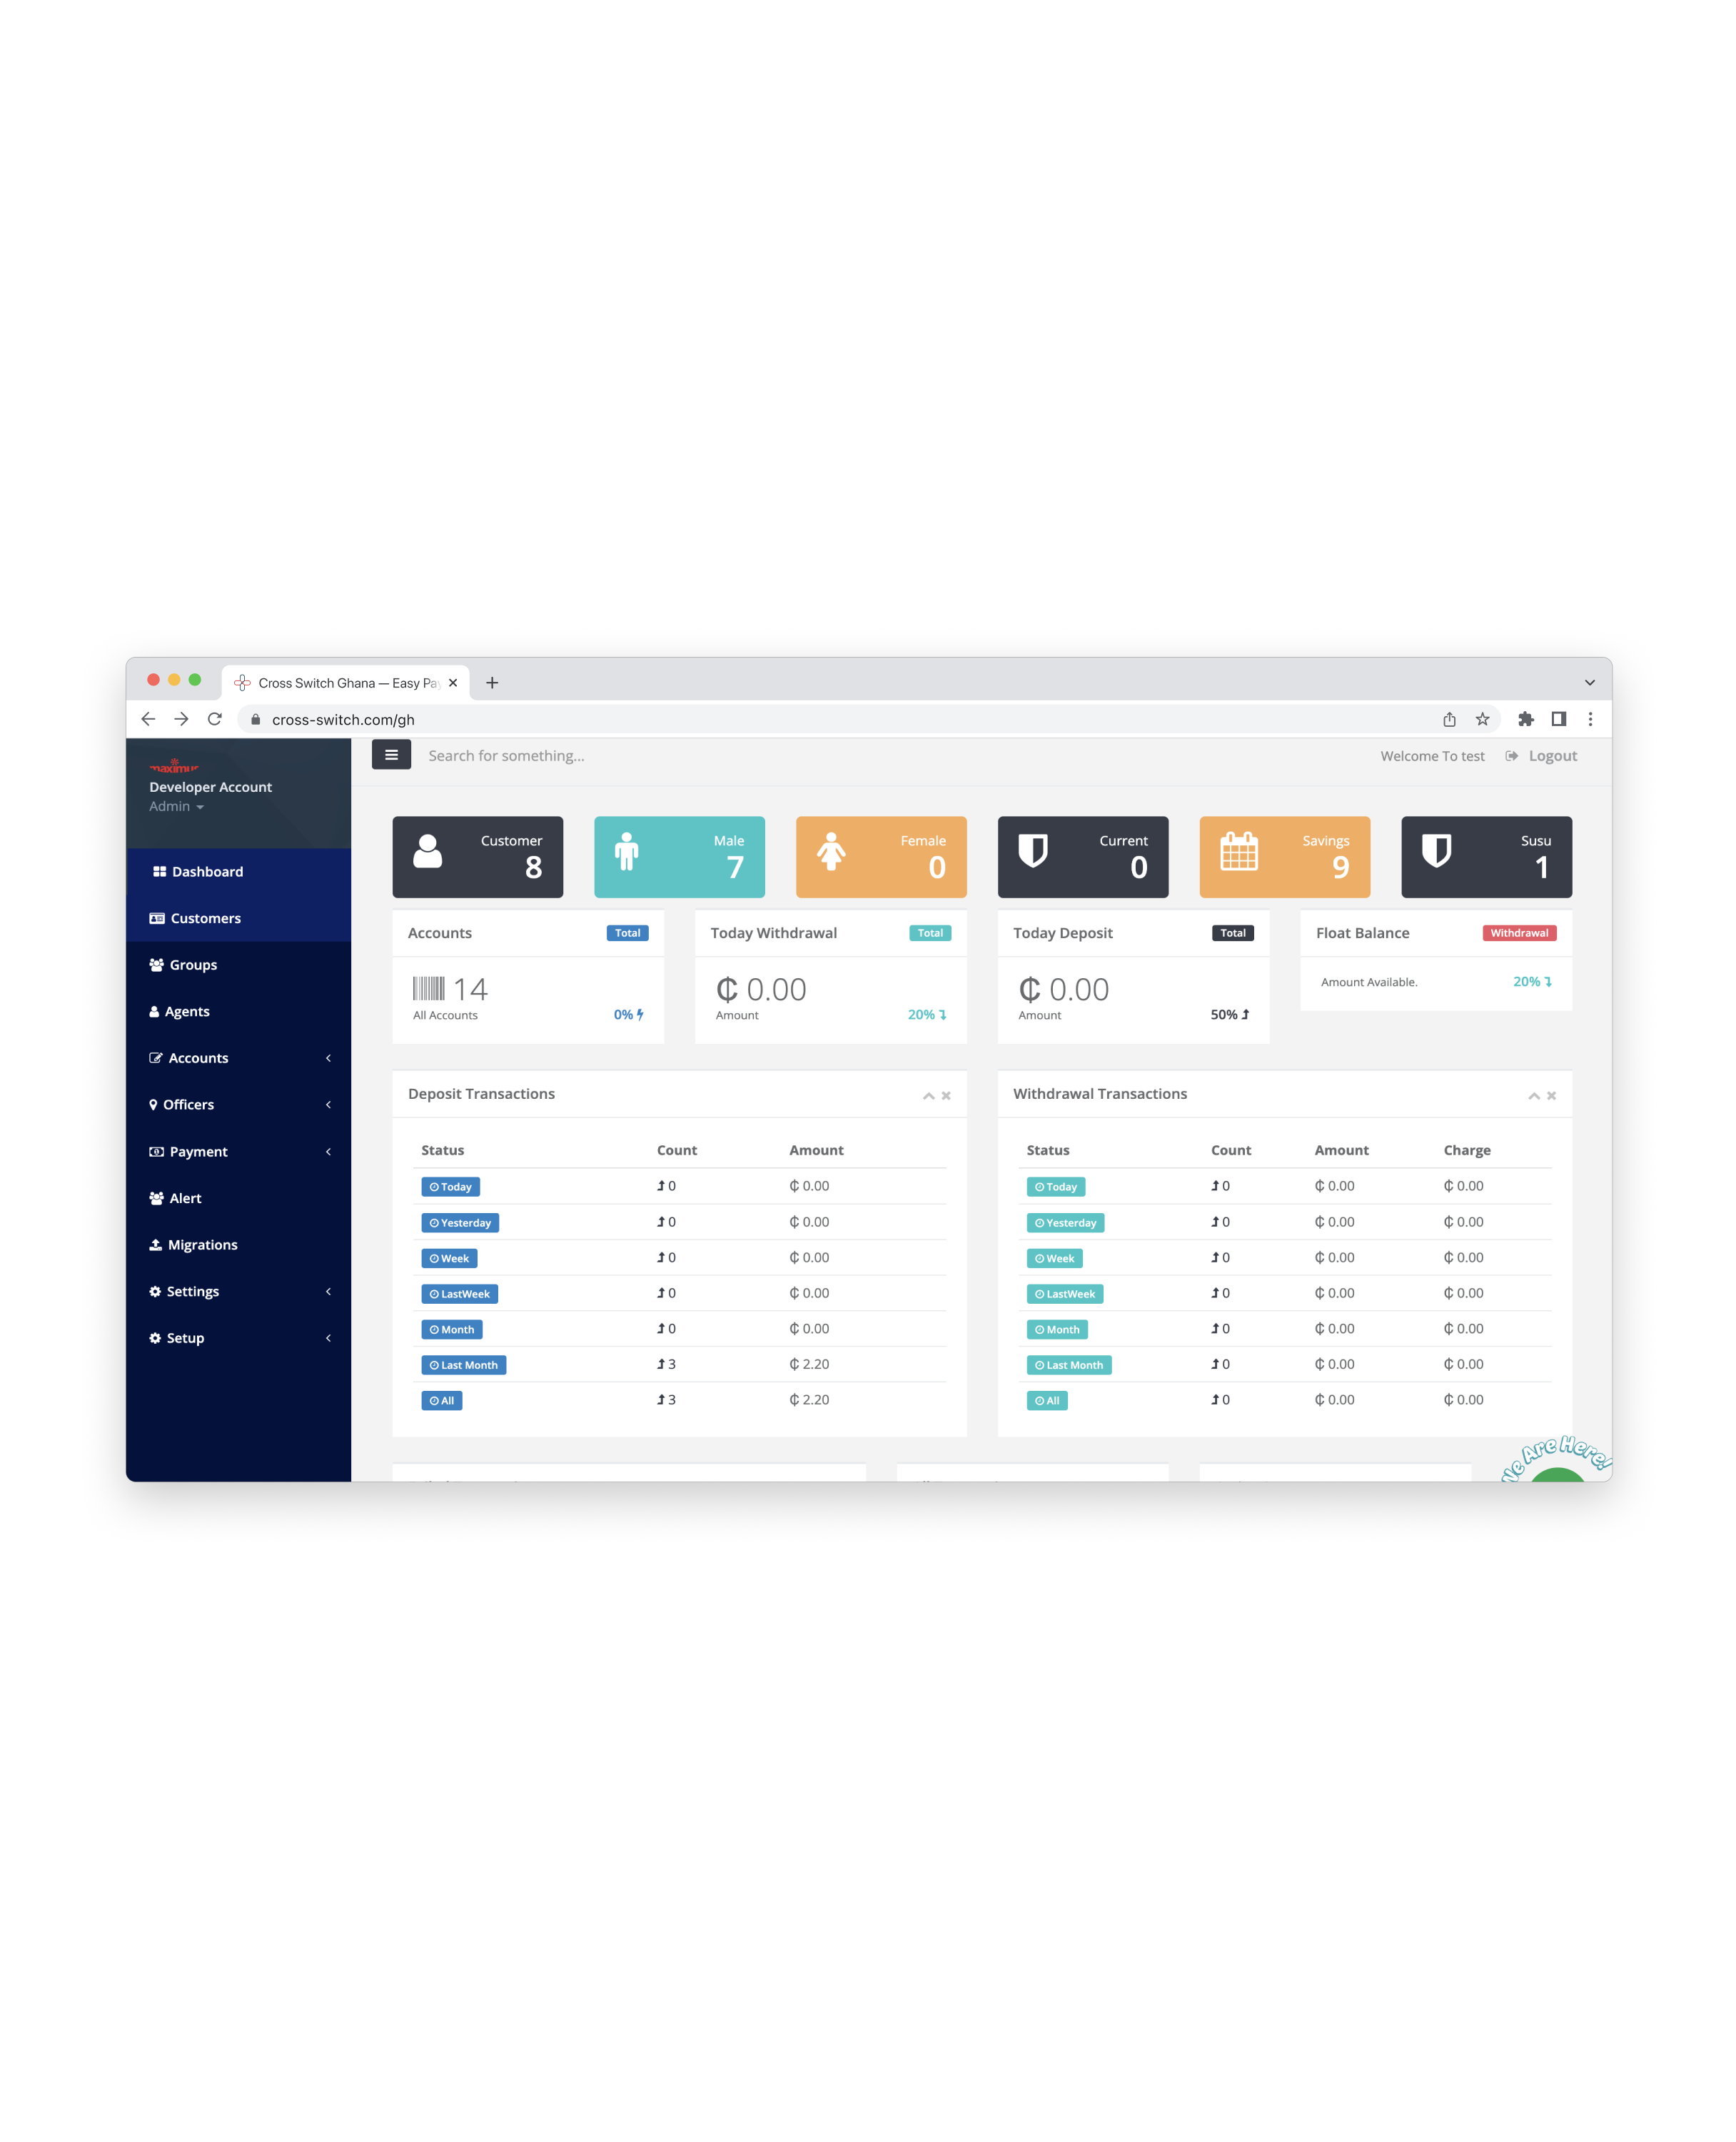 Cross Switch Ghana — Easy Pa
cross-switch.com/gh
maximus
Developer Account
Admin
Dashboard
Customers
Groups
Agents
Accounts
Officers
Payment
Alert
Migrations
Settings
Setup
Search for something...
Welcome To test Logout
Customer
8
Male
7
Female
0
Current
0
Savings
9
Susu
1
Accounts Total
14
All Accounts 0%
Today Withdrawal Total
₵ 0.00
Amount 20%
Today Deposit Total
₵ 0.00
Amount 50%
Float Balance Withdrawal
Amount Available. 20%
Deposit Transactions
Status Count Amount
Today 0 ₵ 0.00
Yesterday 0 ₵ 0.00
Week 0 ₵ 0.00
LastWeek 0 ₵ 0.00
Month 0 ₵ 0.00
Last Month 3 ₵ 2.20
All 3 ₵ 2.20
Withdrawal Transactions
Status Count Amount Charge
Today 0 ₵ 0.00 ₵ 0.00
Yesterday 0 ₵ 0.00 ₵ 0.00
Week 0 ₵ 0.00 ₵ 0.00
LastWeek 0 ₵ 0.00 ₵ 0.00
Month 0 ₵ 0.00 ₵ 0.00
Last Month 0 ₵ 0.00 ₵ 0.00
All 0 ₵ 0.00 ₵ 0.00
We Are Here!